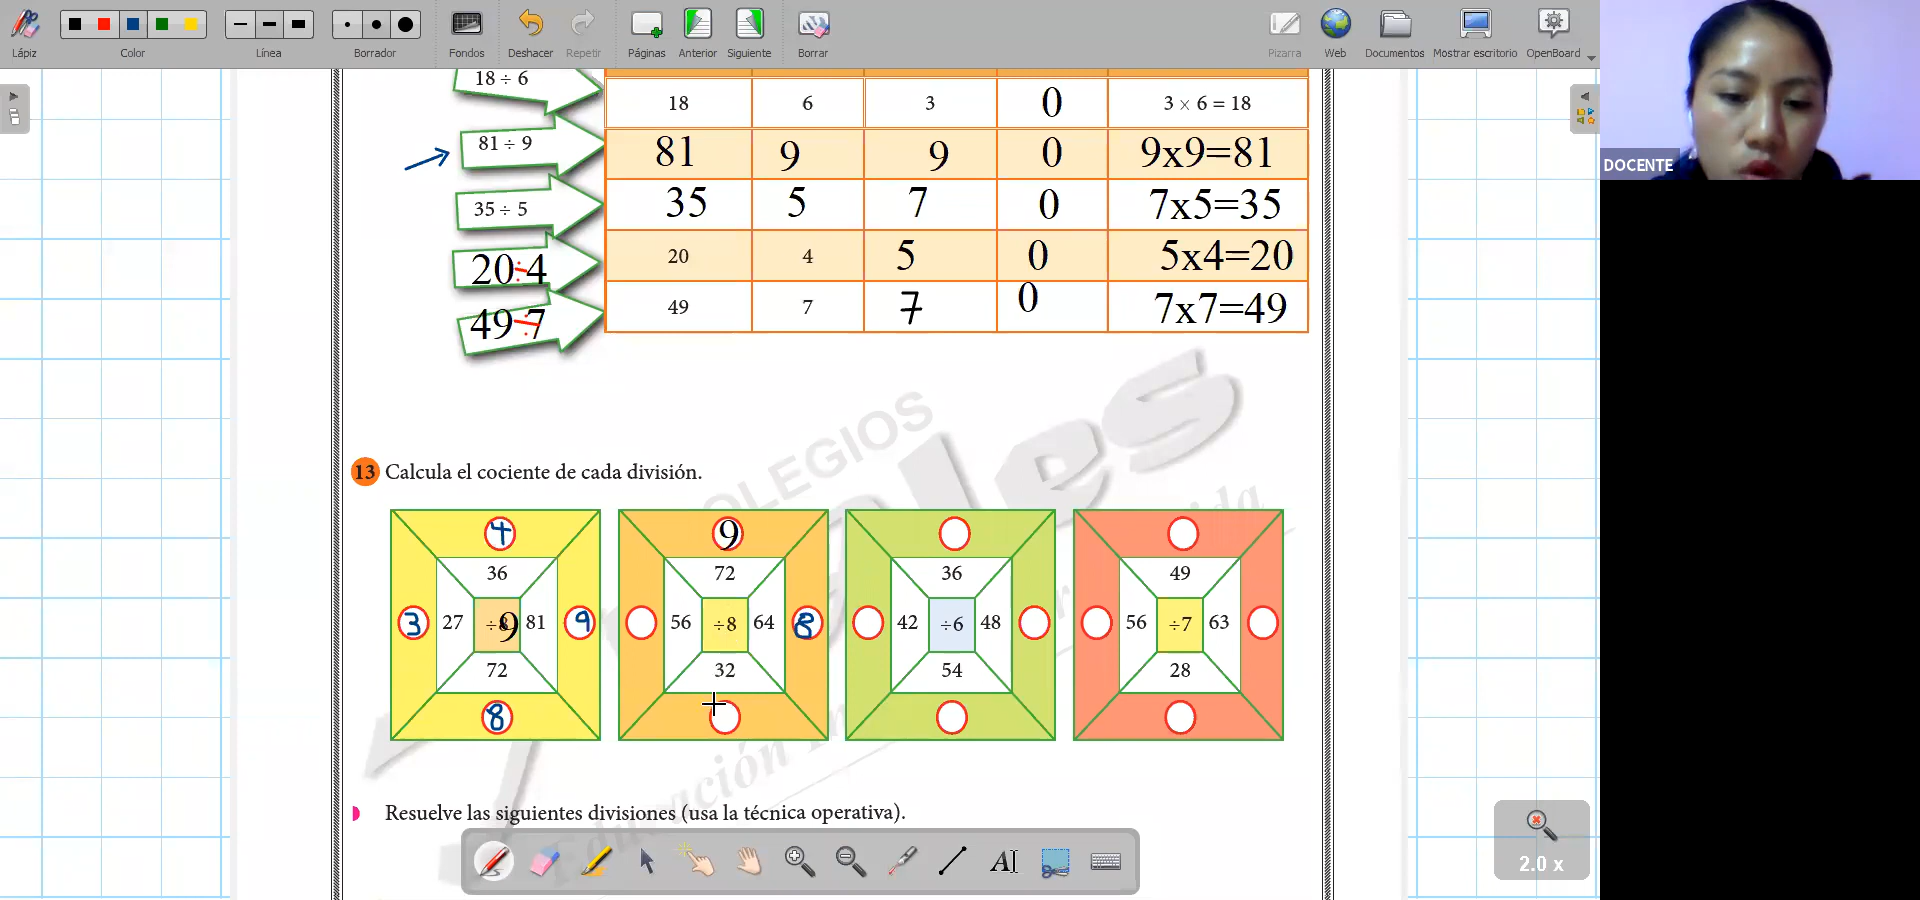 Lápiz
Color
Línea
Borrador
Fondos
Deshacer
Repetir
Páginas
Anterior
Siguiente
Borrar
Pizarra
Web
Documentos
Mostrar escritorio
OpenBoard
DOCENTE
18 ÷ 6
18 6 3 0 3 × 6 = 18
81 ÷ 9
81 9 9 0 9x9=81
35 ÷ 5
35 5 7 0 7x5=35
20÷4
20 4 5 0 5x4=20
49÷7
49 7 7 0 7x7=49
COLEGIOS
13 Calcula el cociente de cada división.
4
36
3 27 ÷9 81 9
72
8
9
72
56 ÷8 64 8
32
36
42 ÷6 48
54
49
56 ÷7 63
28
Resuelve las siguientes divisiones (usa la técnica operativa).
Educación
2.0 x